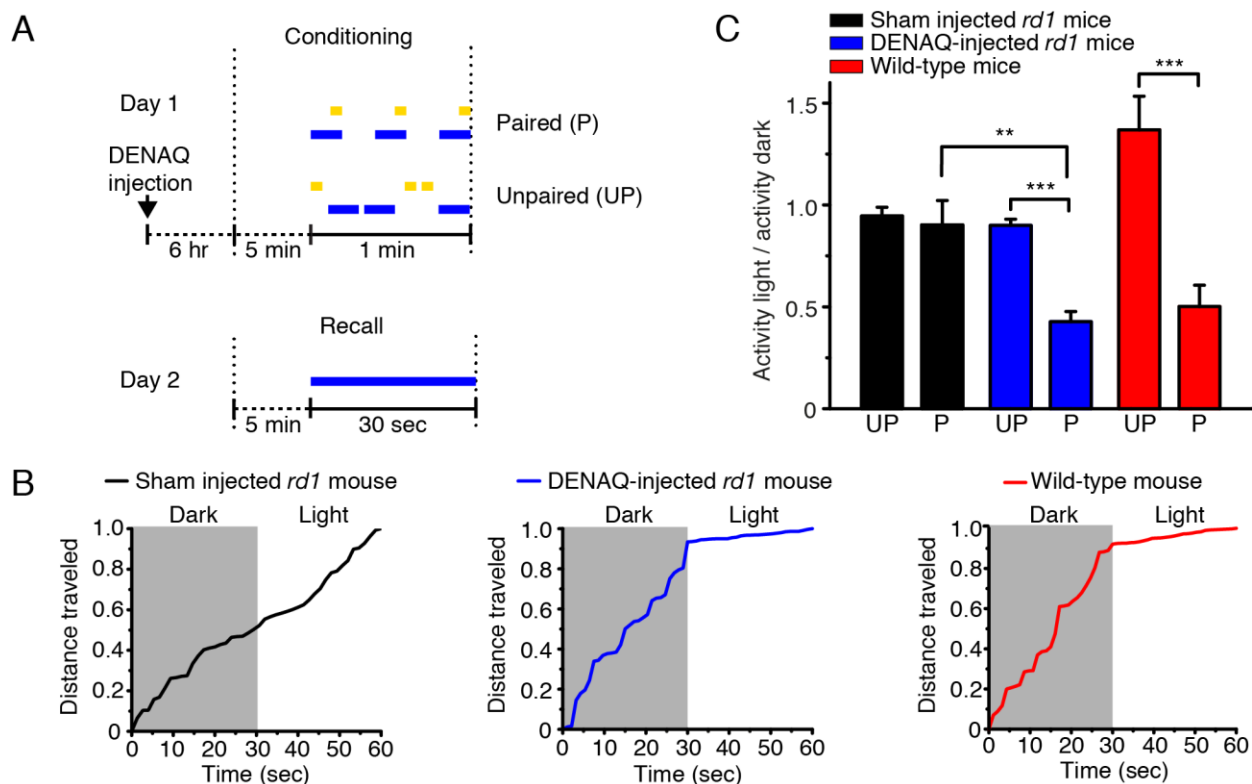 A
Conditioning
Day 1
Paired (P)
DENAQ
injection
Unpaired (UP)
6 hr
5 min
1 min
Recall
Day 2
5 min
30 sec
C
Sham injected rd1 mice
DENAQ-injected rd1 mice
Wild-type mice
***
**
***
1.5
1.0
0.5
0
Activity light / activity dark
UP P UP P UP P
B
Sham injected rd1 mouse
Dark Light
1.0
0.8
0.6
0.4
0.2
0
Distance traveled
0 10 20 30 40 50 60
Time (sec)
DENAQ-injected rd1 mouse
Dark Light
1.0
0.8
0.6
0.4
0.2
0
Distance traveled
0 10 20 30 40 50 60
Time (sec)
Wild-type mouse
Dark Light
1.0
0.8
0.6
0.4
0.2
0
Distance traveled
0 10 20 30 40 50 60
Time (sec)